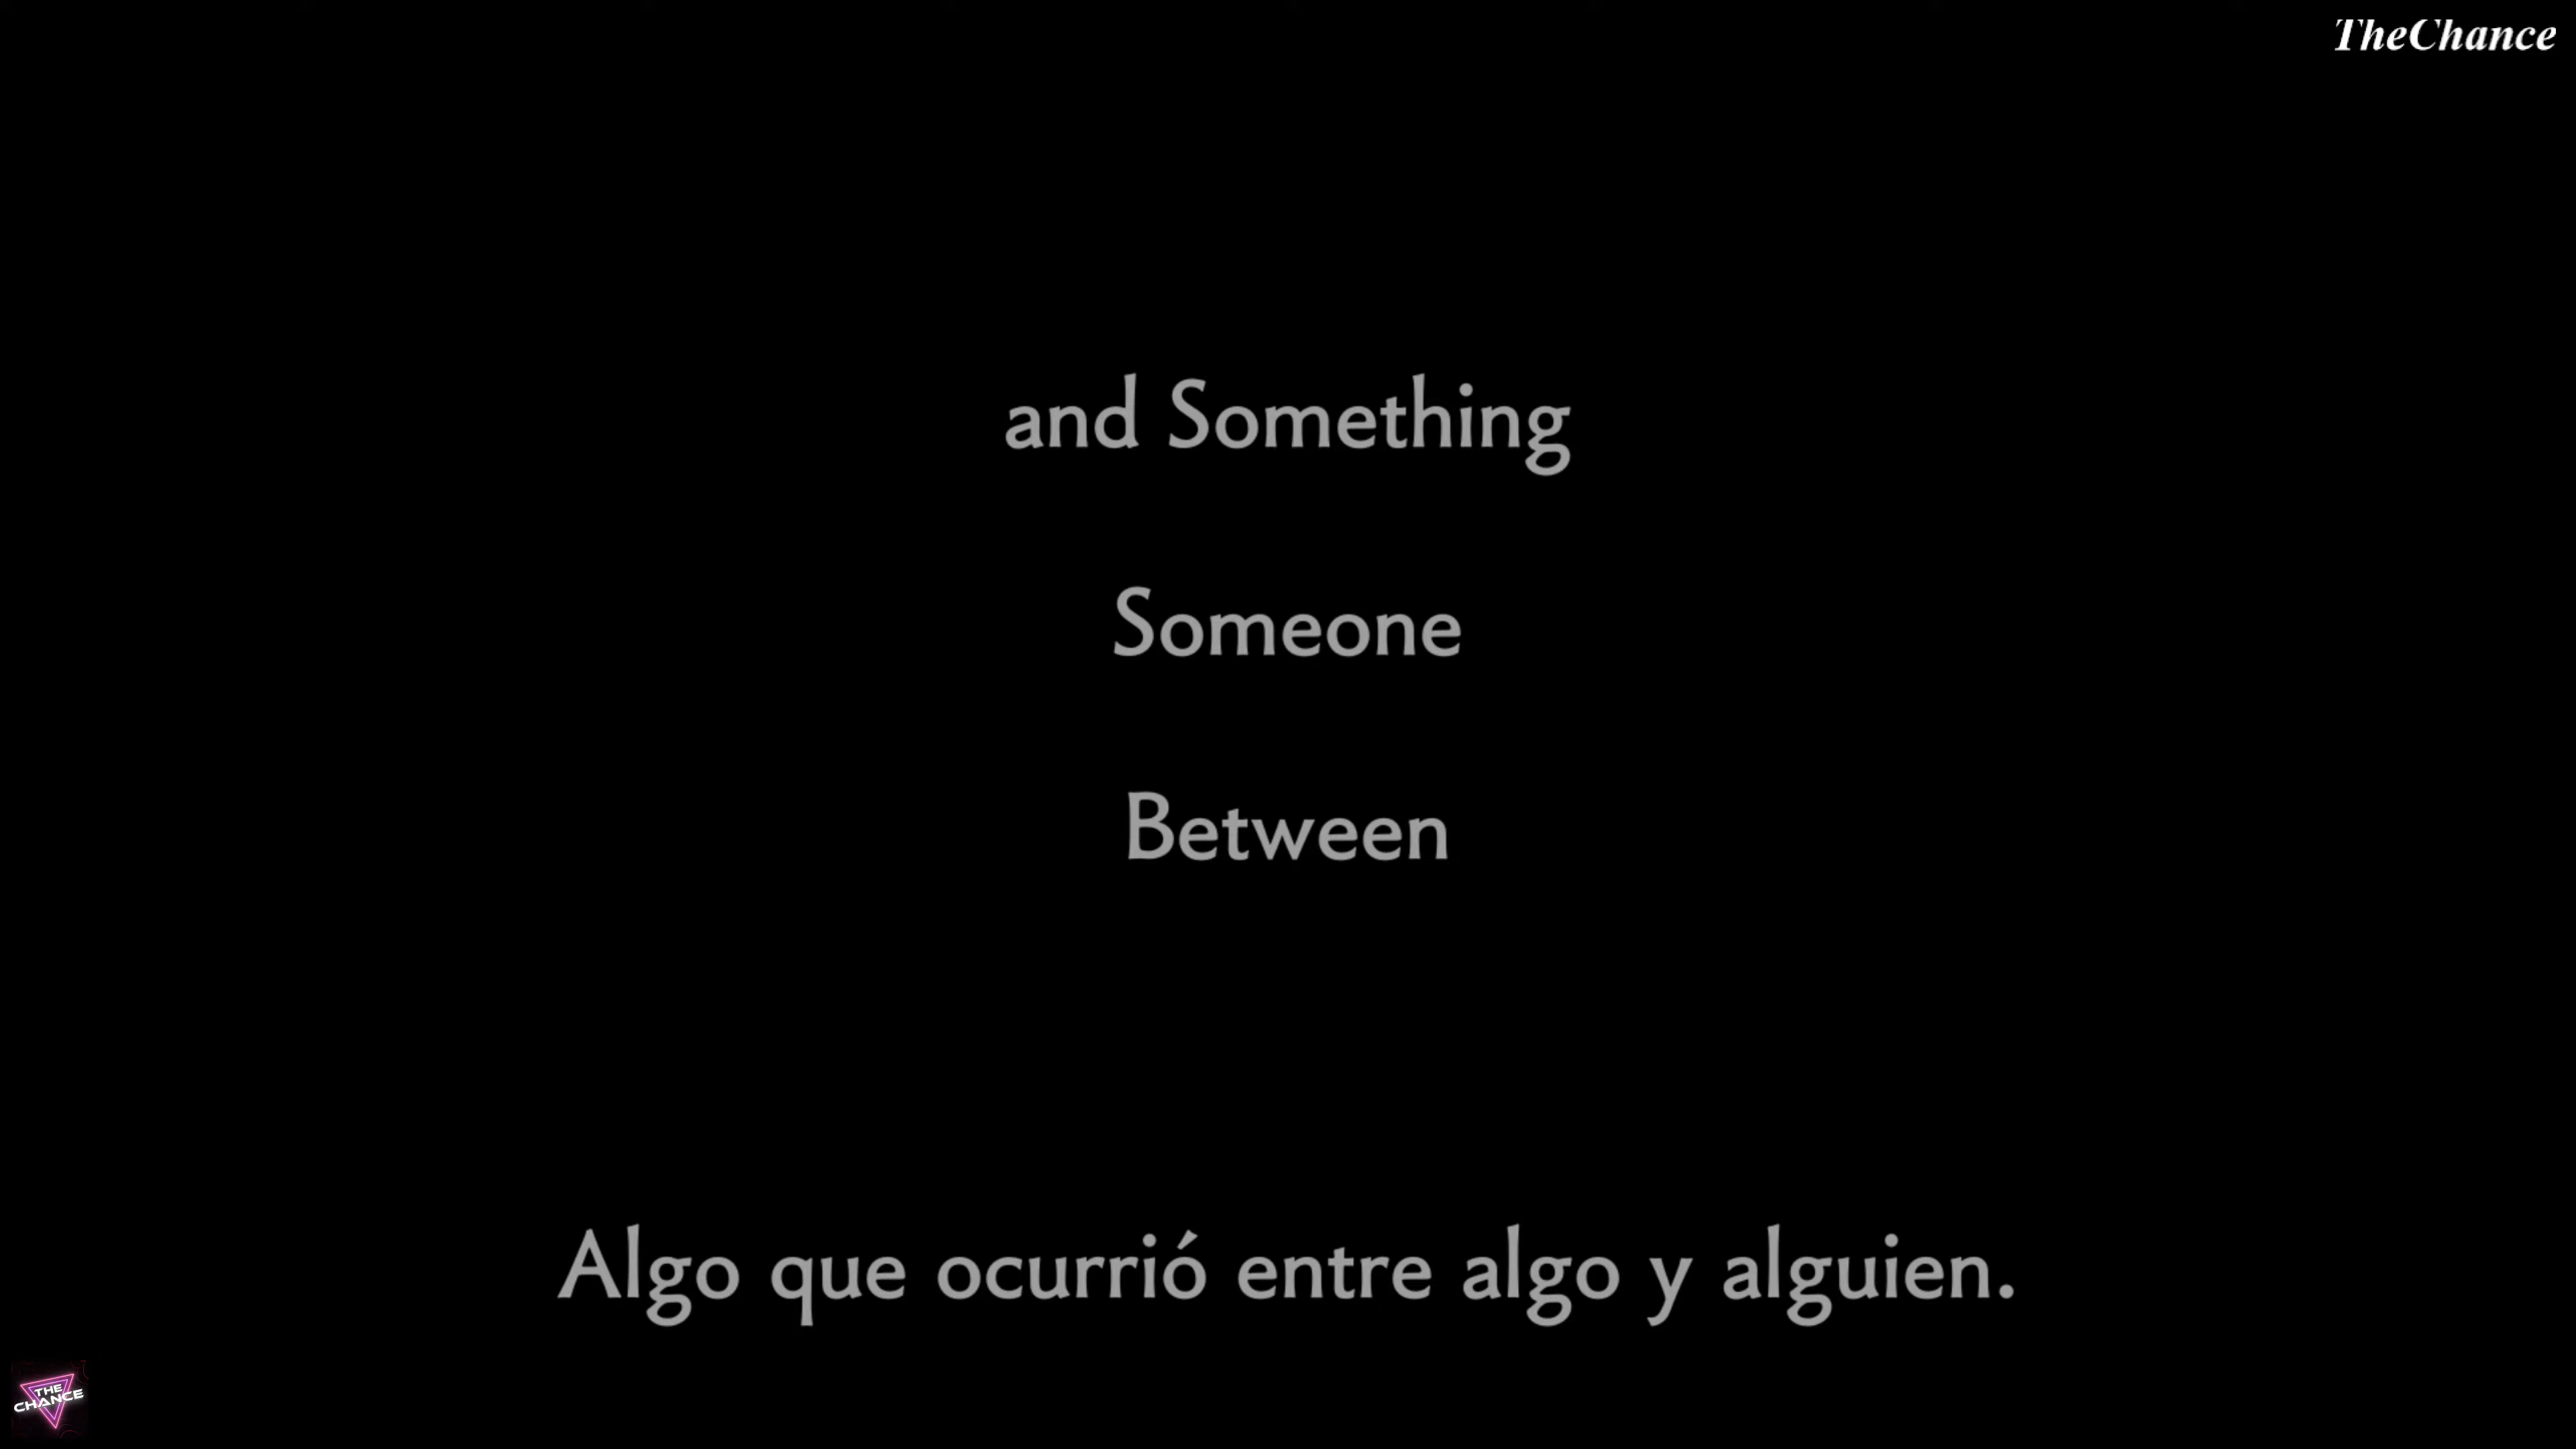 TheChance
and Something
Someone
Between
Algo que ocurrió entre algo y alguien.
THE
CHANCE